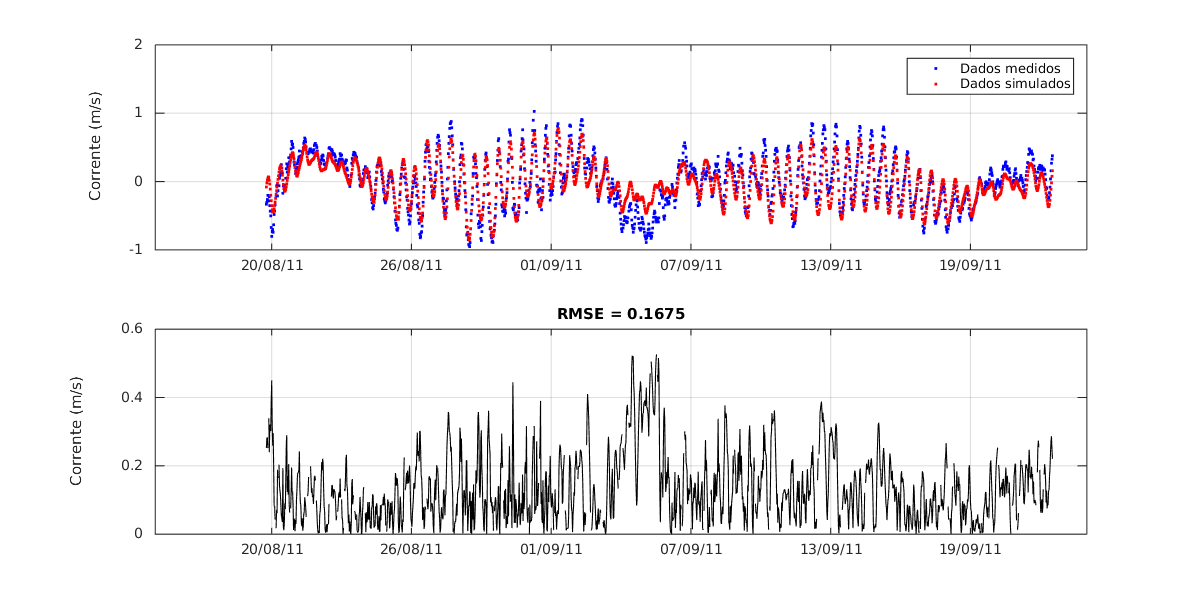 2
1
0
-1
Corrente (m/s)
Dados medidos
Dados simulados
20/08/11 26/08/11 01/09/11 07/09/11 13/09/11 19/09/11
RMSE = 0.1675
0.6
0.4
0.2
0
Corrente (m/s)
20/08/11 26/08/11 01/09/11 07/09/11 13/09/11 19/09/11